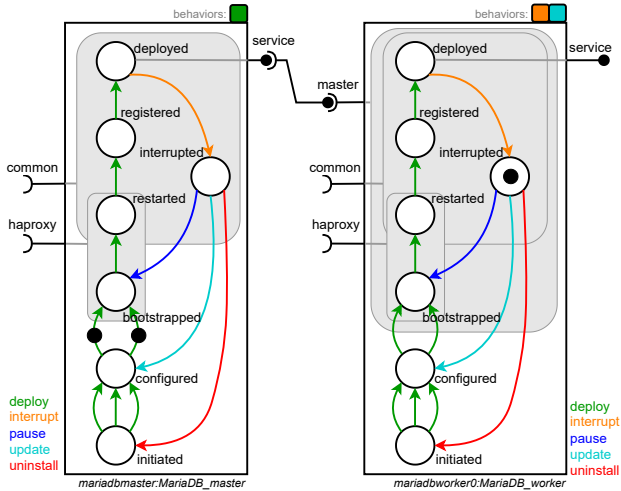 behaviors:
deployed
service
registered
interrupted
common
restarted
haproxy
bootstrapped
configured
initiated
deploy
interrupt
pause
update
uninstall
mariadbmaster:MariaDB_master
behaviors:
deployed
service
master
registered
interrupted
common
restarted
haproxy
bootstrapped
configured
initiated
deploy
interrupt
pause
update
uninstall
mariadbworker0:MariaDB_worker